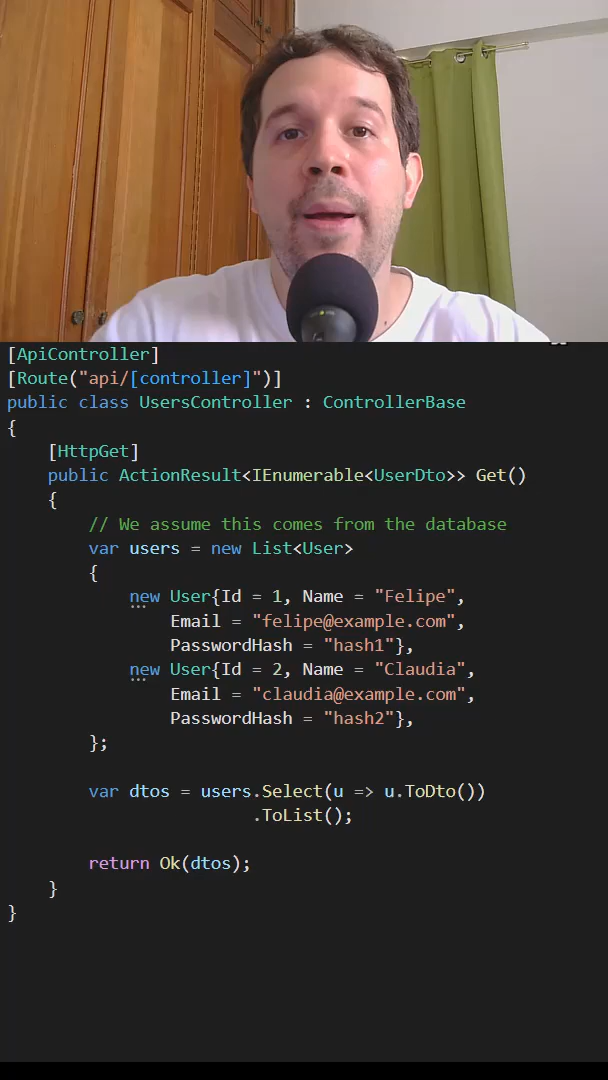 [ApiController]
[Route("api/[controller]")]
public class UsersController : ControllerBase
{
    [HttpGet]
    public ActionResult<IEnumerable<UserDto>> Get()
    {
        // We assume this comes from the database
        var users = new List<User>
        {
            new User{Id = 1, Name = "Felipe",
                Email = "felipe@example.com",
                PasswordHash = "hash1"},
            new User{Id = 2, Name = "Claudia",
                Email = "claudia@example.com",
                PasswordHash = "hash2"},
        };

        var dtos = users.Select(u => u.ToDto())
                        .ToList();

        return Ok(dtos);
    }
}